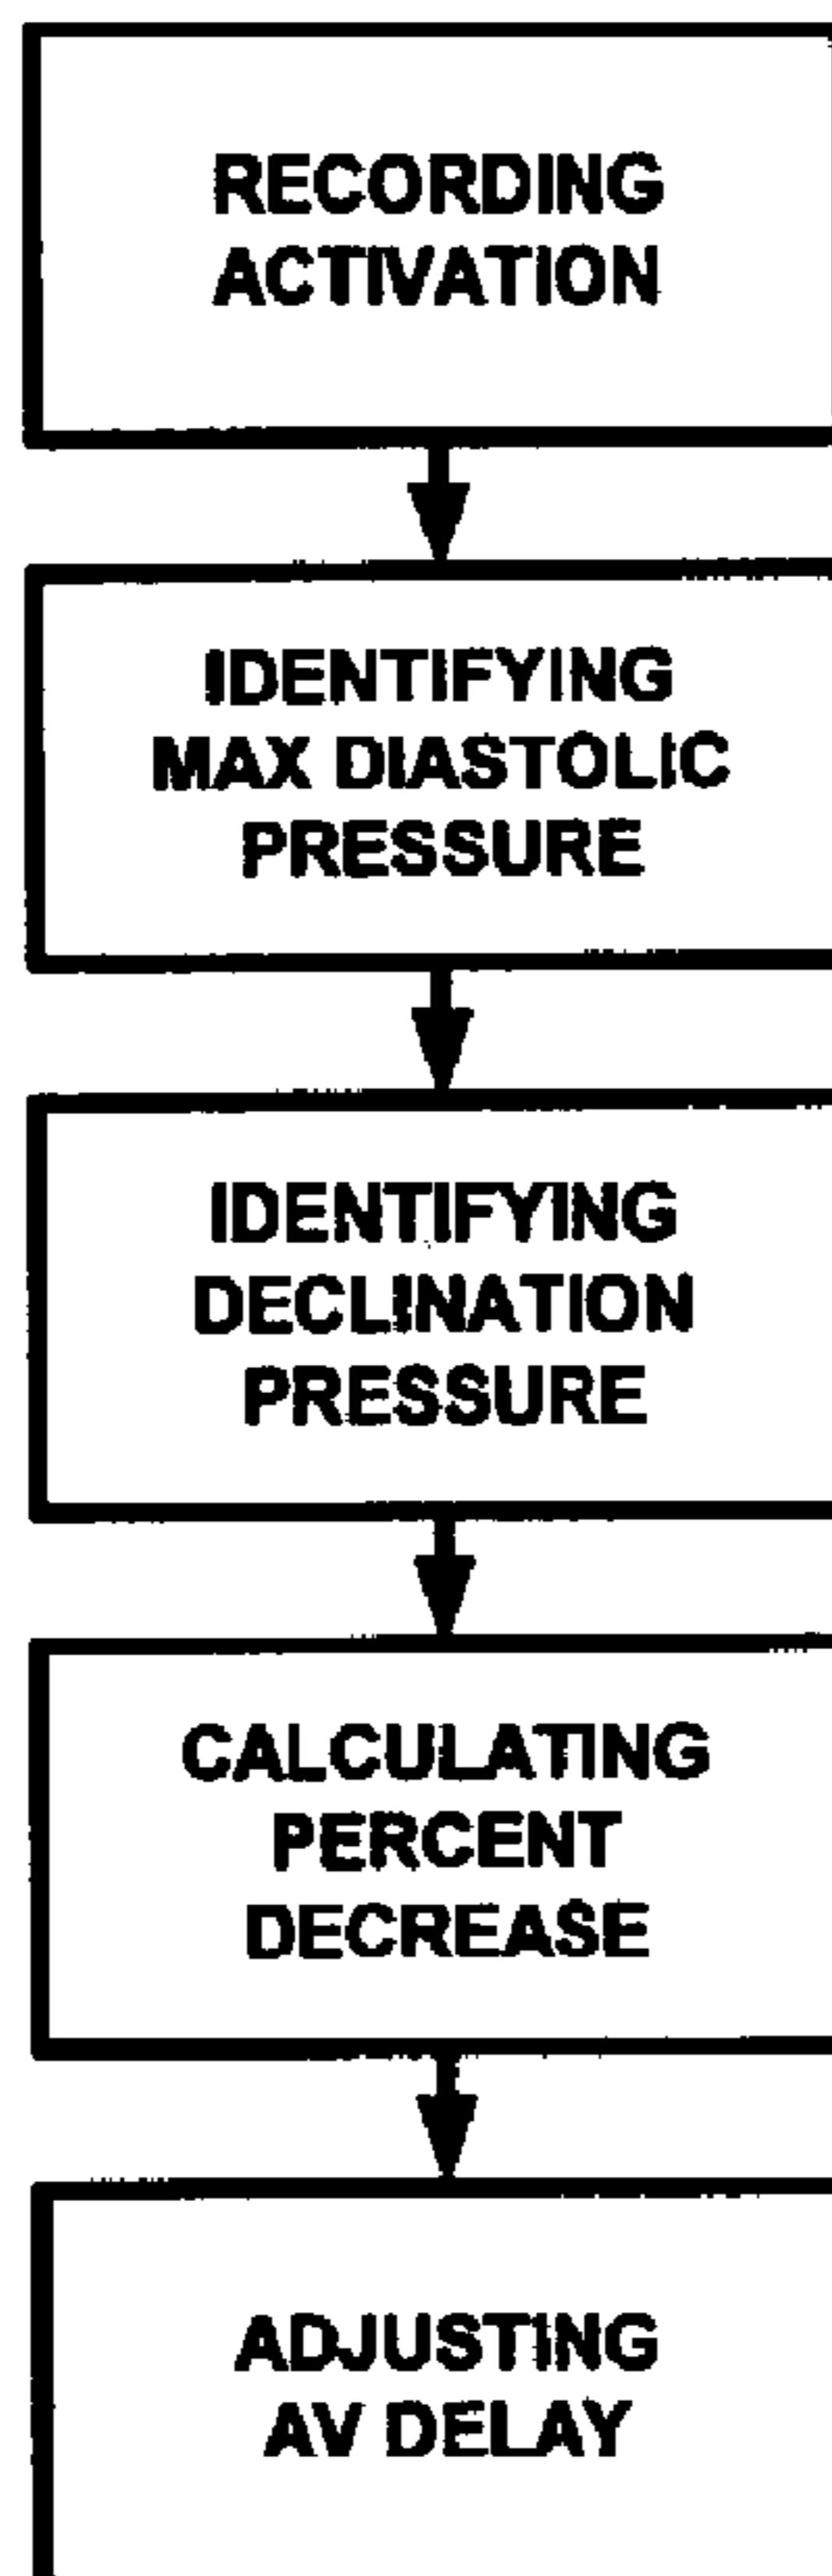 RECORDING
ACTIVATION
IDENTIFYING
MAX DIASTOLIC
PRESSURE
IDENTIFYING
DECLINATION
PRESSURE
CALCULATING
PERCENT
DECREASE
ADJUSTING
AV DELAY